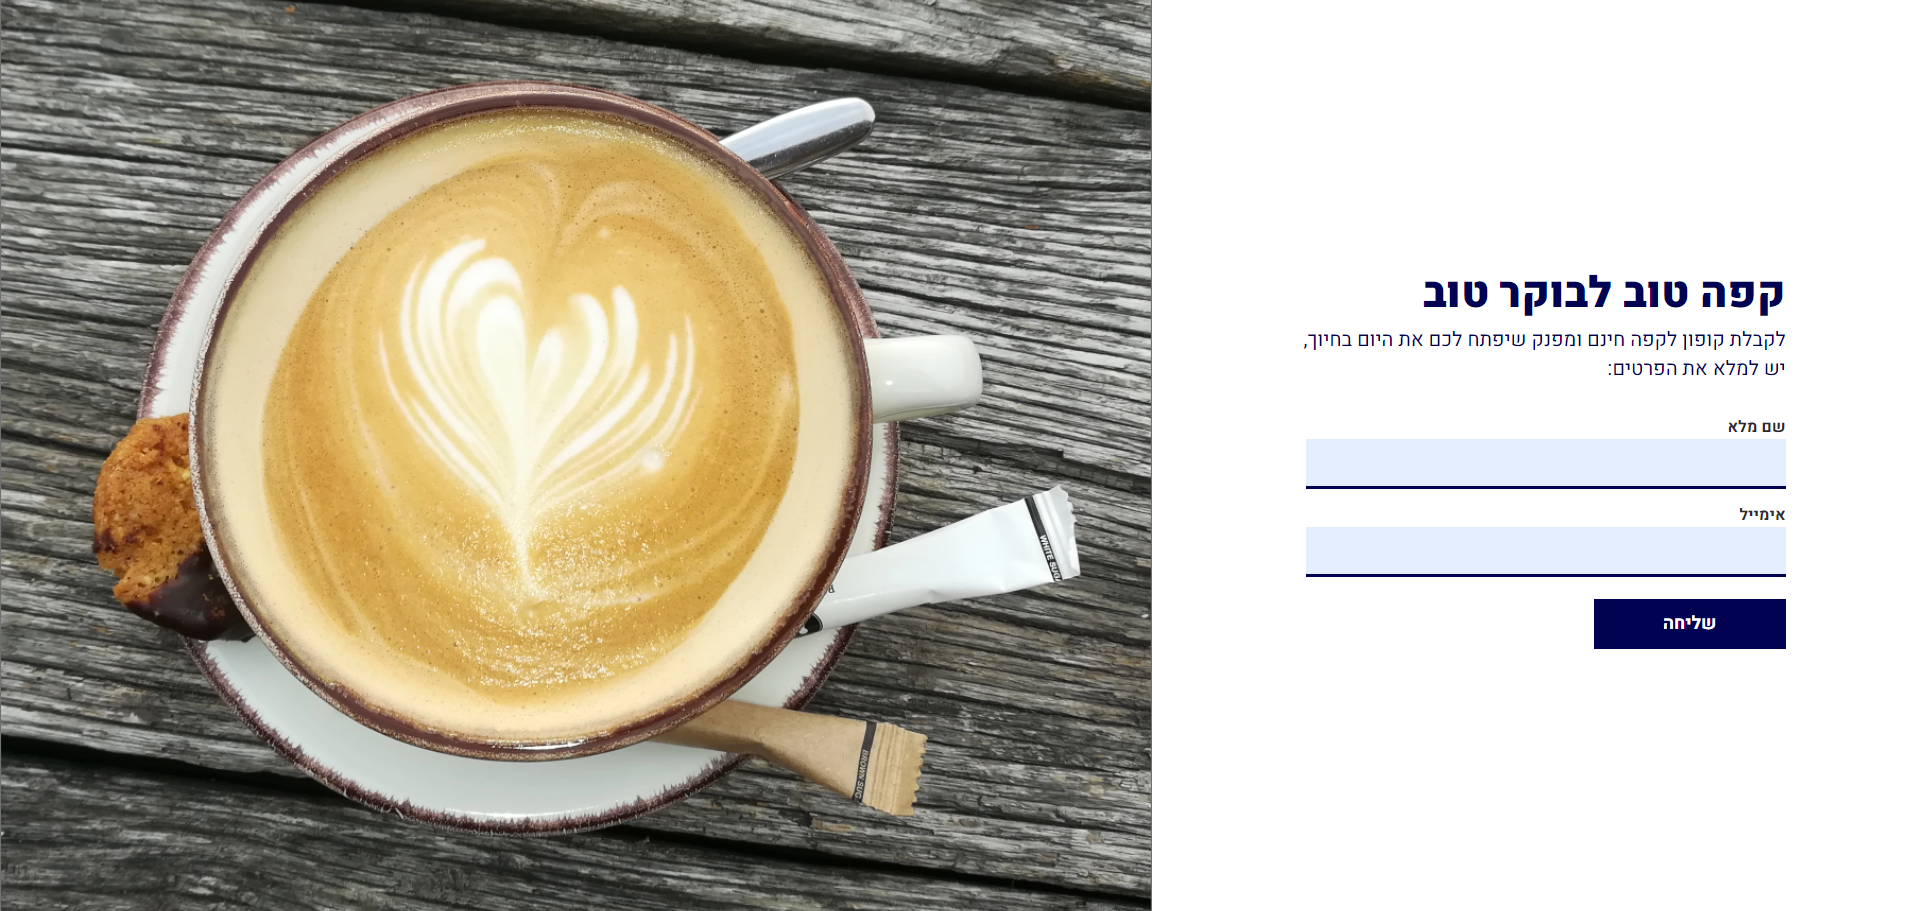 קפה טוב לבוקר טוב
לקבלת קופון לקפה חינם ומפנק שיפתח לכם את היום בחיוך,
יש למלא את הפרטים:
שם מלא
אימייל
שליחה
WHITE SUGA
BROWN SUG